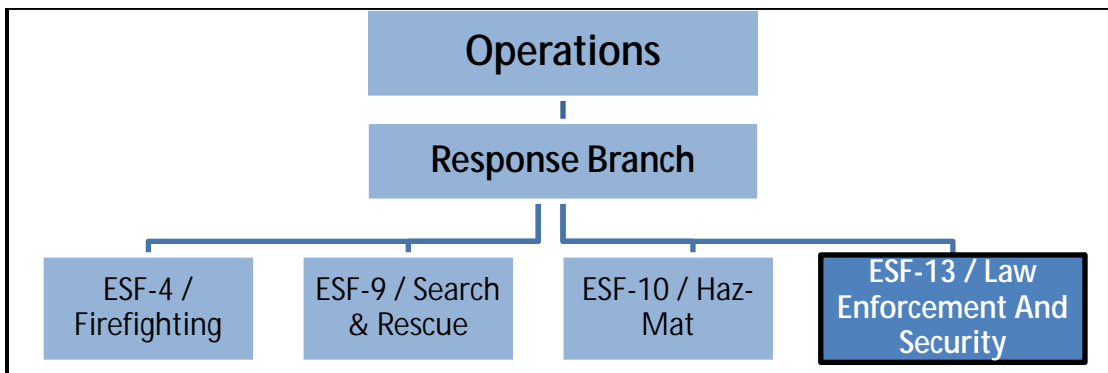 Operations
Response Branch
ESF-4 /
Firefighting
ESF-9 / Search
& Rescue
ESF-10 / Haz-
Mat
ESF-13 / Law
Enforcement And
Security